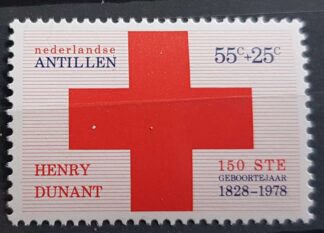 nederlandse
ANTILLEN
55c+25c
HENRY
DUNANT
150 STE
GEBOORTEJAAR
1828-1978